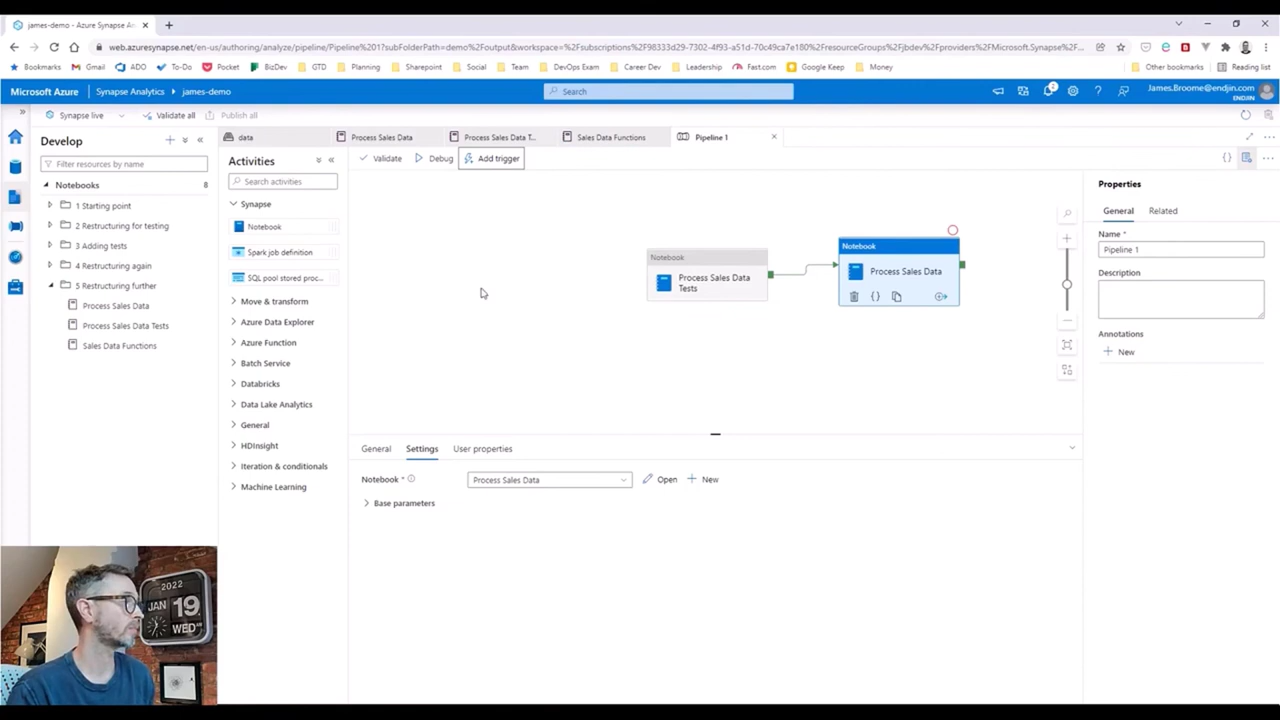 james-demo - Azure Synapse An
web.azuresynapse.net/en-us/authoring/analyze/pipeline/Pipeline%201?subFolderPath=demo%20output&workspace=%2Fsubscriptions%2F98333d29-7302-4f93-a51d-70c49ca7e180%2FresourceGroups%2Fjbdev%2Fproviders%2FMicrosoft.Synapse%2F...
Bookmarks Gmail ADO To-Do Pocket BizDev GTD Planning Sharepoint Social Team DevOps Exam Career Dev Leadership Fast.com Google Keep Money Other bookmarks Reading list
Microsoft Azure Synapse Analytics james-demo Search 1 James.Broome@endjin.com
ENDJIN
Synapse live Validate all Publish all
Develop
Filter resources by name
Notebooks 8
1 Starting point
2 Restructuring for testing
3 Adding tests
4 Restructuring again
5 Restructuring further
Process Sales Data
Process Sales Data Tests
Sales Data Functions
data Process Sales Data Process Sales Data T... Sales Data Functions Pipeline 1
Activities
Search activities
Synapse
Notebook
Spark job definition
SQL pool stored proc...
Move & transform
Azure Data Explorer
Azure Function
Batch Service
Databricks
Data Lake Analytics
General
HDInsight
Iteration & conditionals
Machine Learning
Validate Debug Add trigger
Notebook
Process Sales Data
Tests
Notebook
Process Sales Data
General Settings User properties
Notebook * Process Sales Data Open New
Base parameters
Properties
General Related
Name *
Pipeline 1
Description
Annotations
New
2022
JAN 19
WED